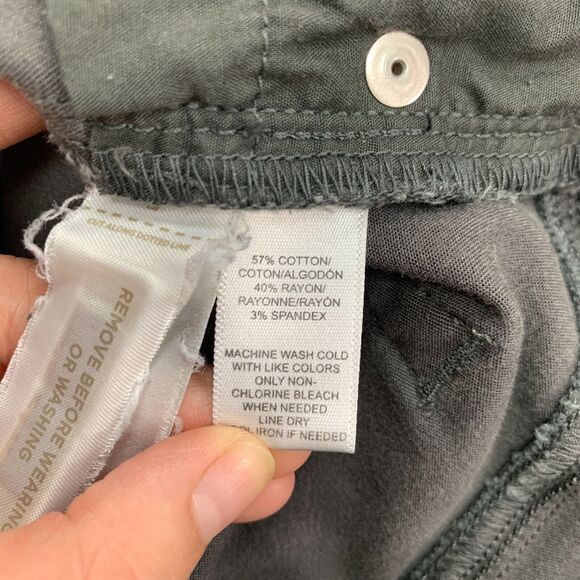 CUT ALONG DOTTED LINE
REMOVE BEFORE WEARING
OR WASHING
57% COTTON/
COTON/ALGODÓN
40% RAYON/
RAYONNE/RAYÓN
3% SPANDEX
MACHINE WASH COLD
WITH LIKE COLORS
ONLY NON-
CHLORINE BLEACH
WHEN NEEDED
LINE DRY
IRON IF NEEDED